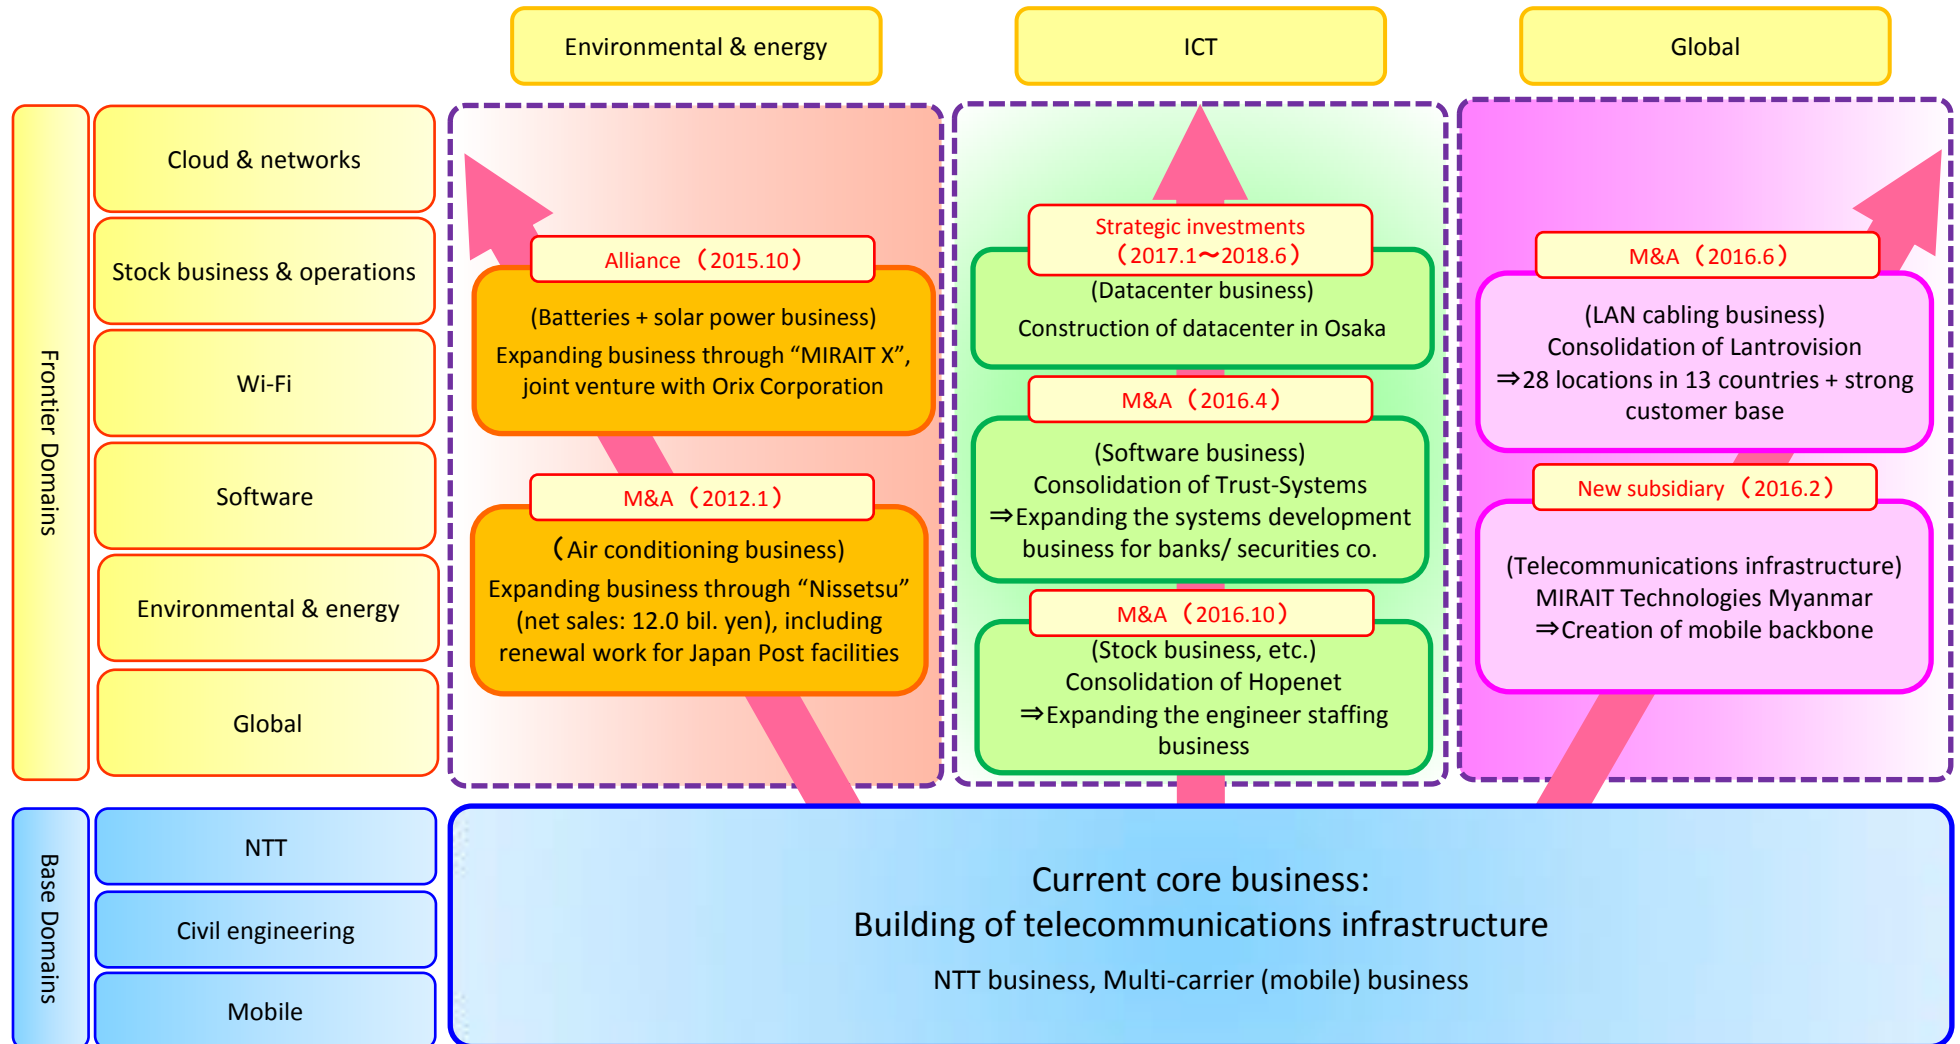 Environmental & energy
ICT
Global
Frontier Domains
Cloud & networks
Stock business & operations
Wi-Fi
Software
Environmental & energy
Global
Alliance（2015.10）
(Batteries + solar power business)
Expanding business through “MIRAIT X”,
joint venture with Orix Corporation
M&A（2012.1）
（Air conditioning business)
Expanding business through “Nissetsu”
(net sales: 12.0 bil. yen), including
renewal work for Japan Post facilities
Strategic investments
（2017.1～2018.6）
(Datacenter business)
Construction of datacenter in Osaka
M&A（2016.4）
(Software business)
Consolidation of Trust-Systems
⇒Expanding the systems development
business for banks/ securities co.
M&A（2016.10）
(Stock business, etc.)
Consolidation of Hopenet
⇒Expanding the engineer staffing
business
M&A（2016.6）
(LAN cabling business)
Consolidation of Lantrovision
⇒28 locations in 13 countries + strong
customer base
New subsidiary（2016.2）
(Telecommunications infrastructure)
MIRAIT Technologies Myanmar
⇒Creation of mobile backbone
Base Domains
NTT
Civil engineering
Mobile
Current core business:
Building of telecommunications infrastructure
NTT business, Multi-carrier (mobile) business